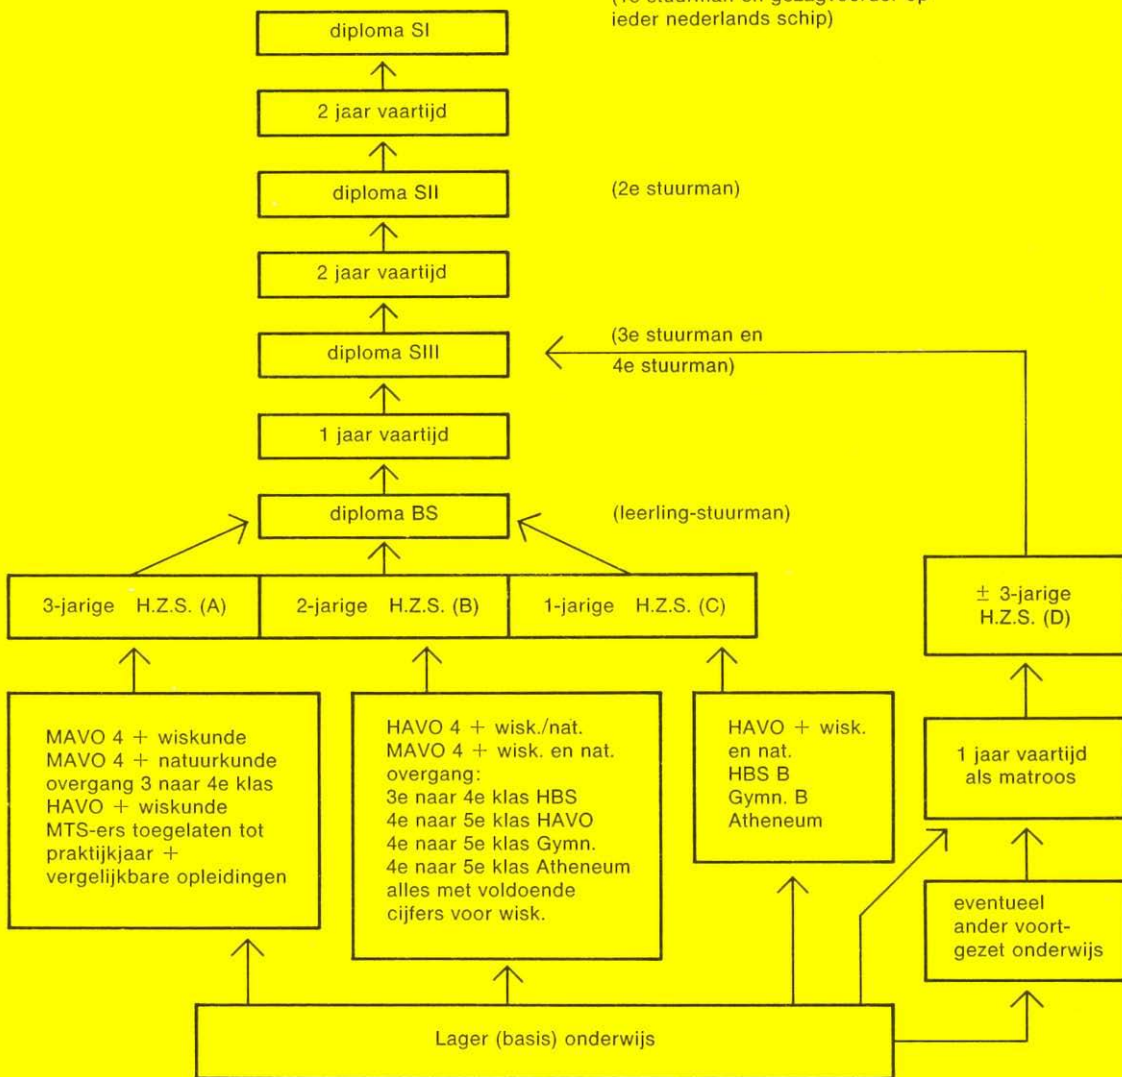 ieder nederlands schip)
diploma SI
2 jaar vaartijd
diploma SII
(2e stuurman)
2 jaar vaartijd
diploma SIII
(3e stuurman en
4e stuurman)
1 jaar vaartijd
diploma BS
(leerling-stuurman)
3-jarige H.Z.S. (A)
2-jarige H.Z.S. (B)
1-jarige H.Z.S. (C)
± 3-jarige
H.Z.S. (D)
MAVO 4 + wiskunde
MAVO 4 + natuurkunde
overgang 3 naar 4e klas
HAVO + wiskunde
MTS-ers toegelaten tot
praktijkjaar +
vergelijkbare opleidingen
HAVO 4 + wisk./nat.
MAVO 4 + wisk. en nat.
overgang:
3e naar 4e klas HBS
4e naar 5e klas HAVO
4e naar 5e klas Gymn.
4e naar 5e klas Atheneum
alles met voldoende
cijfers voor wisk.
HAVO + wisk.
en nat.
HBS B
Gymn. B
Atheneum
1 jaar vaartijd
als matroos
eventueel
ander voort-
gezet onderwijs
Lager (basis) onderwijs